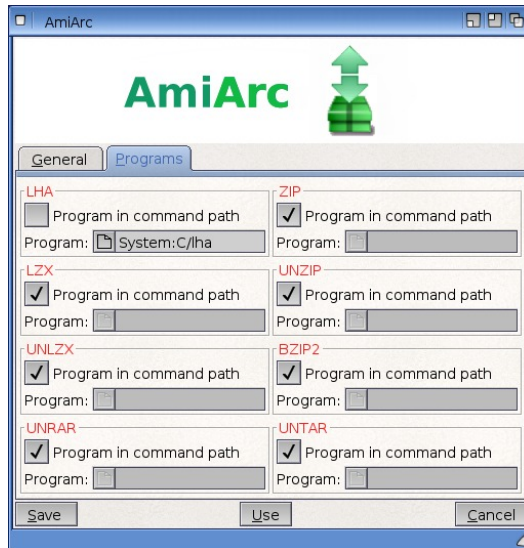 AmiArc
AmiArc
General
Programs
LHA
Program in command path
Program: System:C/lha
ZIP
Program in command path
Program:
LZX
Program in command path
Program:
UNZIP
Program in command path
Program:
UNLZX
Program in command path
Program:
BZIP2
Program in command path
Program:
UNRAR
Program in command path
Program:
UNTAR
Program in command path
Program:
Save
Use
Cancel